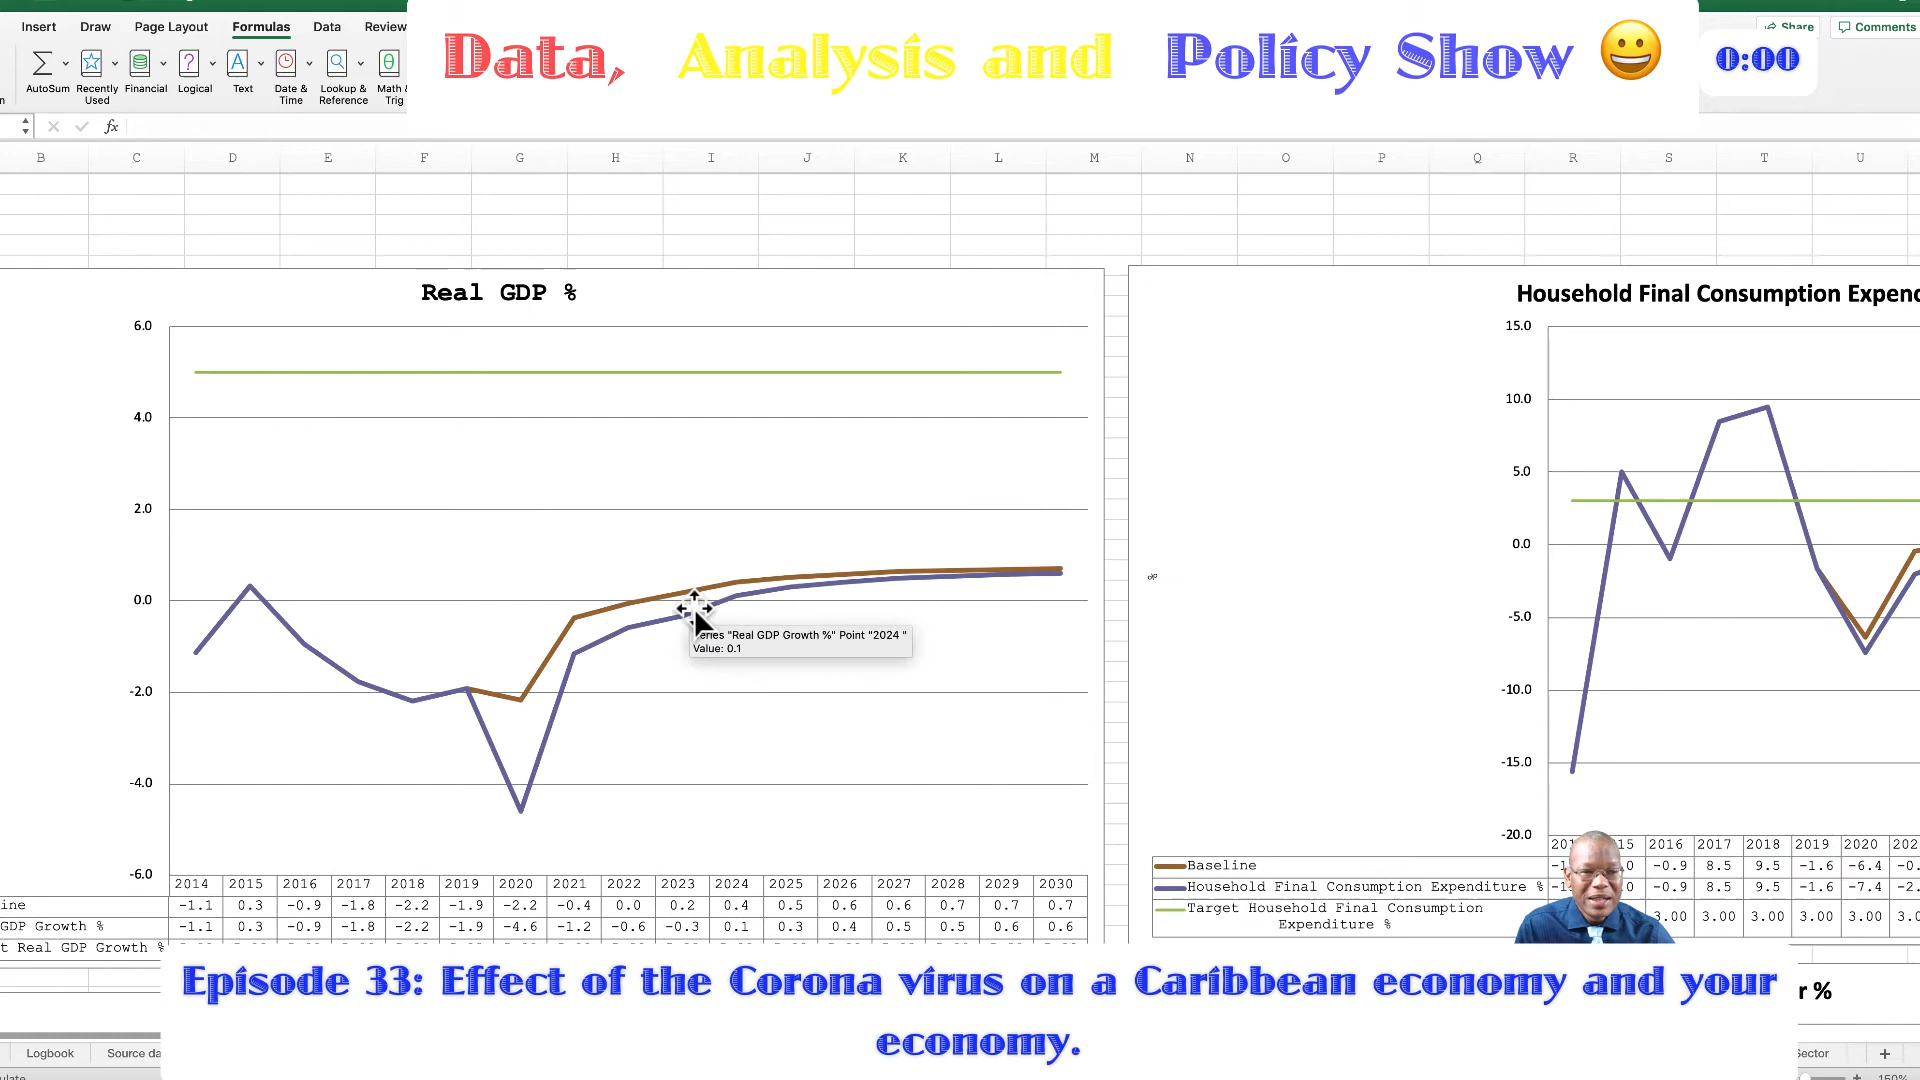 Insert Draw Page Layout Formulas Data Review
Data, Analysis and Policy Show
0:00
Share Comments
AutoSum Recently Used Financial Logical Text Date & Time Lookup & Reference Math & Trig
fx
B C D E F G H I J K L M N O P Q R S T U
Real GDP %
6.0
4.0
2.0
0.0
-2.0
-4.0
-6.0
Series "Real GDP Growth %" Point "2024 "
Value: 0.1
2014 2015 2016 2017 2018 2019 2020 2021 2022 2023 2024 2025 2026 2027 2028 2029 2030
ine -1.1 0.3 -0.9 -1.8 -2.2 -1.9 -2.2 -0.4 0.0 0.2 0.4 0.5 0.6 0.6 0.7 0.7 0.7
GDP Growth % -1.1 0.3 -0.9 -1.8 -2.2 -1.9 -4.6 -1.2 -0.6 -0.3 0.1 0.3 0.4 0.5 0.5 0.6 0.6
t Real GDP Growth %
Household Final Consumption Expend
15.0
10.0
5.0
0.0
-5.0
-10.0
-15.0
-20.0
%
2016 2017 2018 2019 2020 202
Baseline -0.9 8.5 9.5 -1.6 -6.4
Household Final Consumption Expenditure % -0.9 8.5 9.5 -1.6 -7.4 -2.
Target Household Final Consumption
Expenditure % 3.00 3.00 3.00 3.00 3.00
Episode 33: Effect of the Corona virus on a Caribbean economy and your
economy.
r %
Logbook Source da
ector
150%